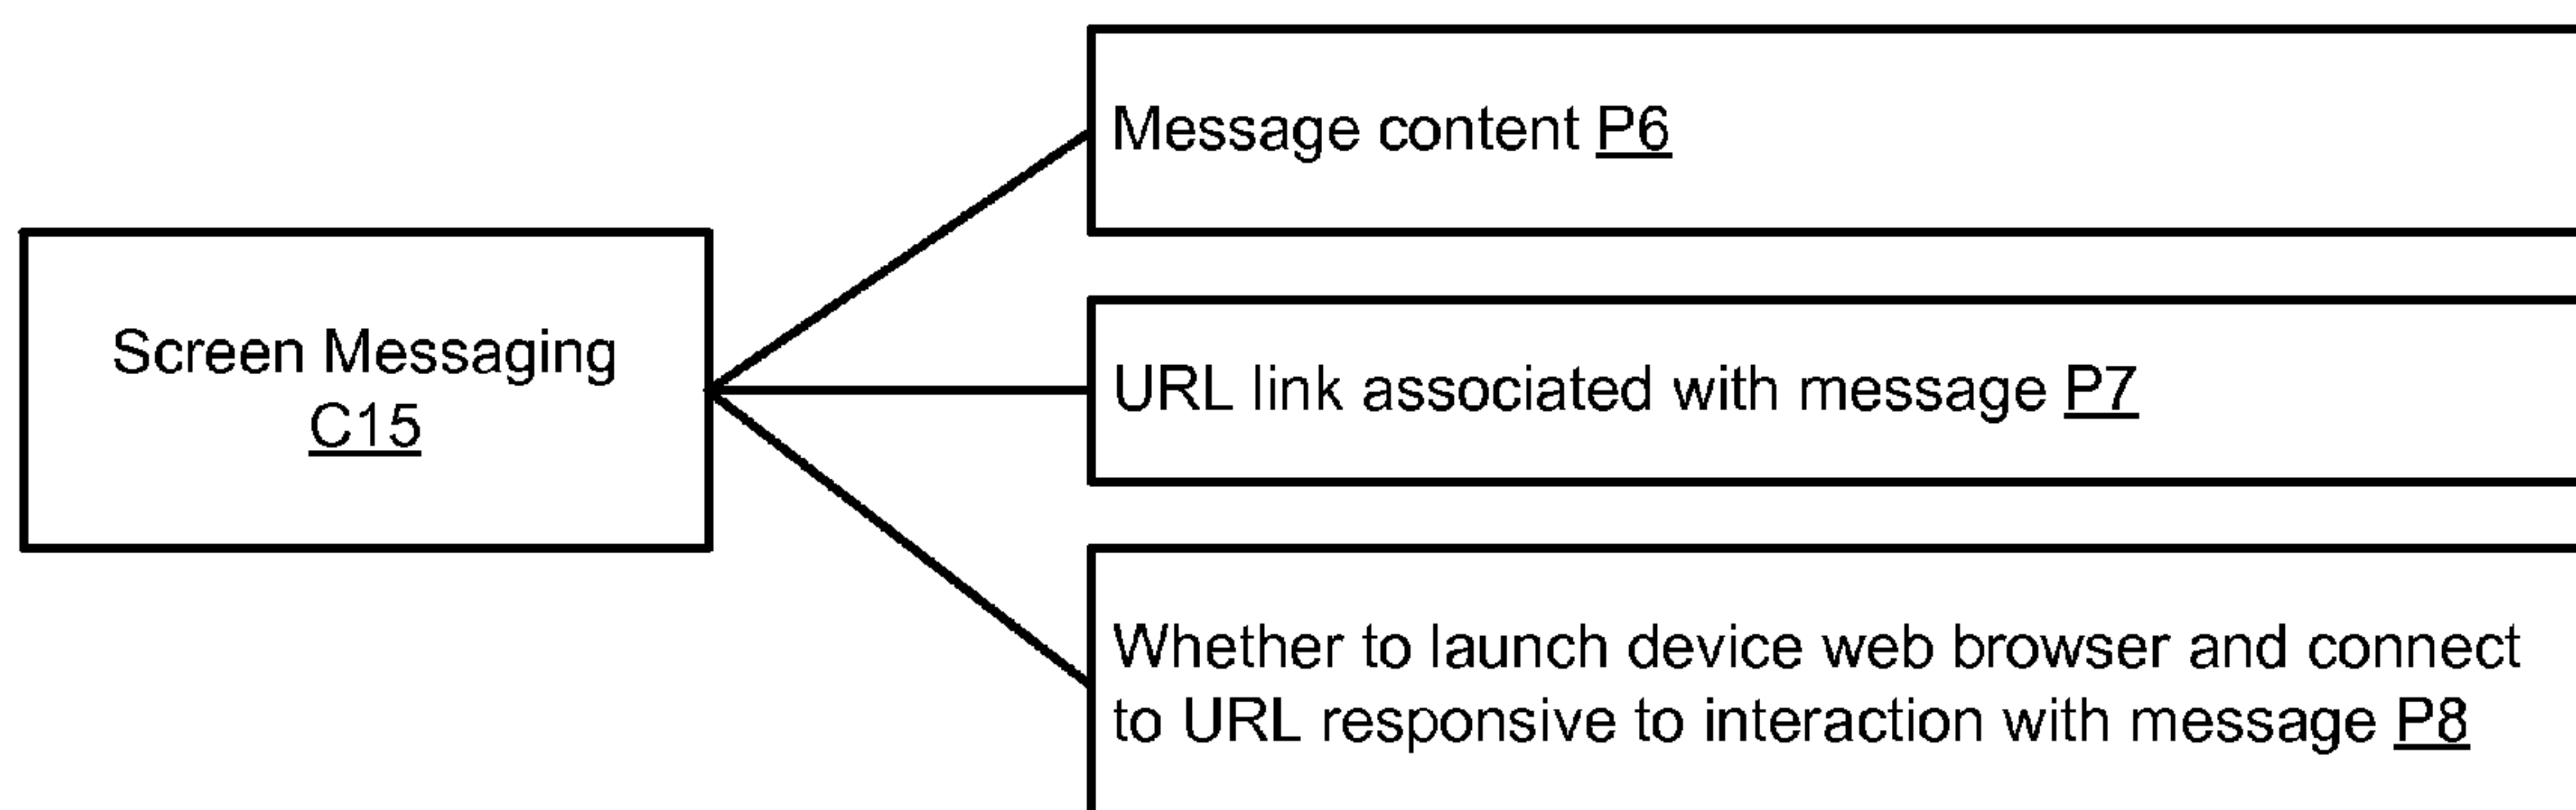 Screen Messaging
C15
Message content P6
URL link associated with message P7
Whether to launch device web browser and connect
to URL responsive to interaction with message P8